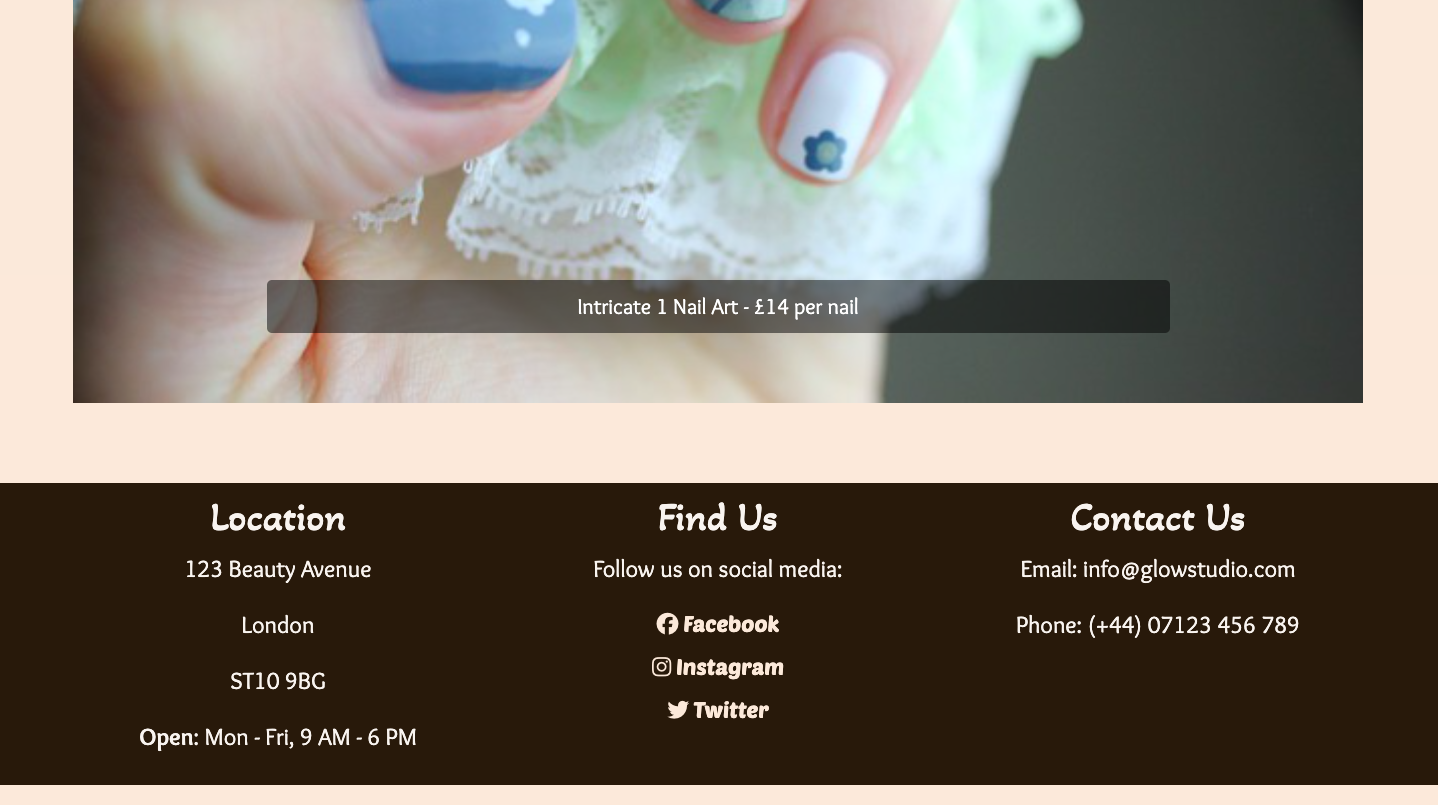 Intricate 1 Nail Art - £14 per nail
Location
123 Beauty Avenue
London
ST10 9BG
Open: Mon - Fri, 9 AM - 6 PM
Find Us
Follow us on social media:
Facebook
Instagram
Twitter
Contact Us
Email: info@glowstudio.com
Phone: (+44) 07123 456 789